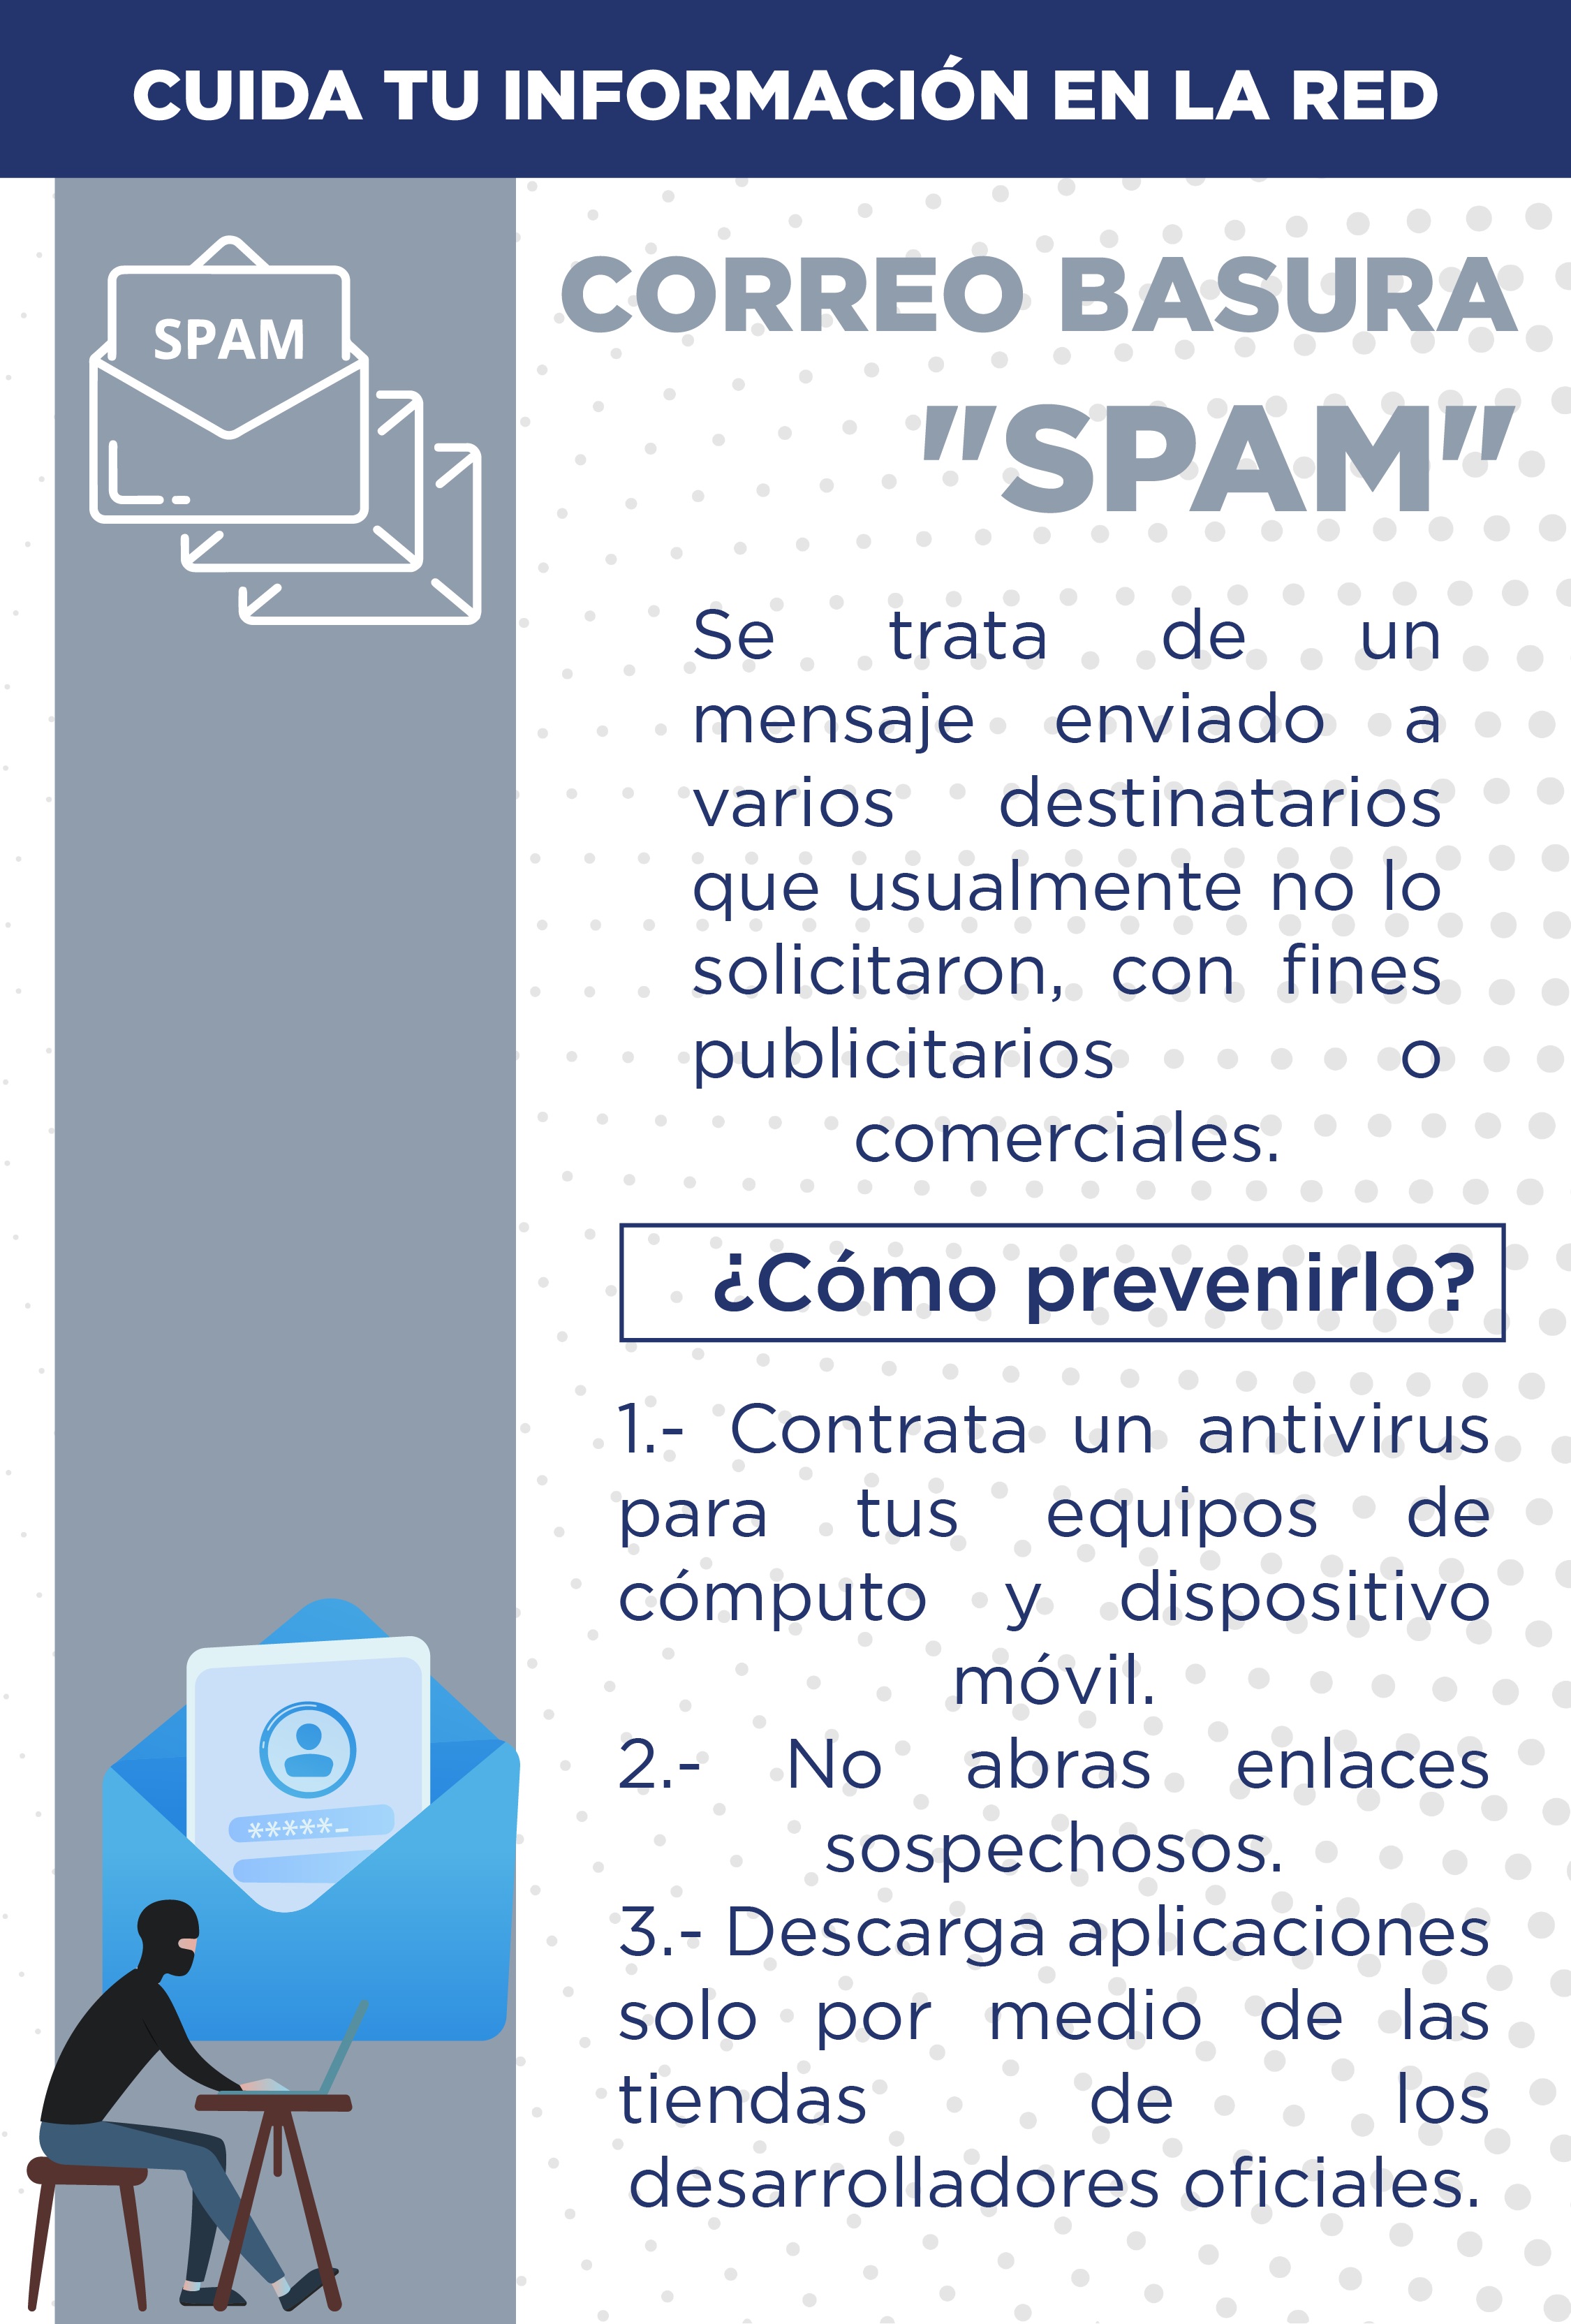 CUIDA TU INFORMACIÓN EN LA RED
SPAM
CORREO BASURA
"SPAM"
Se trata de un
mensaje enviado a
varios destinatarios
que usualmente no lo
solicitaron, con fines
publicitarios o
comerciales.
¿Cómo prevenirlo?
1.- Contrata un antivirus
para tus equipos de
cómputo y dispositivo
móvil.
2.- No abras enlaces
sospechosos.
3.- Descarga aplicaciones
solo por medio de las
tiendas de los
desarrolladores oficiales.
*****_